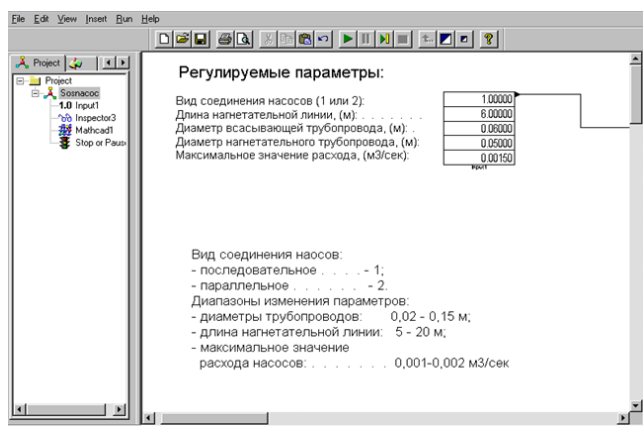 File Edit View Insert Run Help
Project
Project
Sosnacoc
1.0 Input1
Inspector3
Mathcad1
Stop or Paus
Регулируемые параметры:
Вид соединения насосов (1 или 2): 1.00000
Длина нагнетательной линии, (м): . . . . . . . 6.00000
Диаметр всасывающей трубопровода, (м): . 0.06000
Диаметр нагнетательного трубопровода, (м): 0.05000
Максимальное значение расхода, (м3/сек): 0.00150
Input1
Вид соединения наосов:
- последовательное . . . . - 1;
- параллельное . . . . . . - 2.
Диапазоны изменения параметров:
- диаметры трубопроводов: 0,02 - 0,15 м;
- длина нагнетательной линии: 5 - 20 м;
- максимальное значение
расхода насосов: . . . . . . . 0,001-0,002 м3/сек